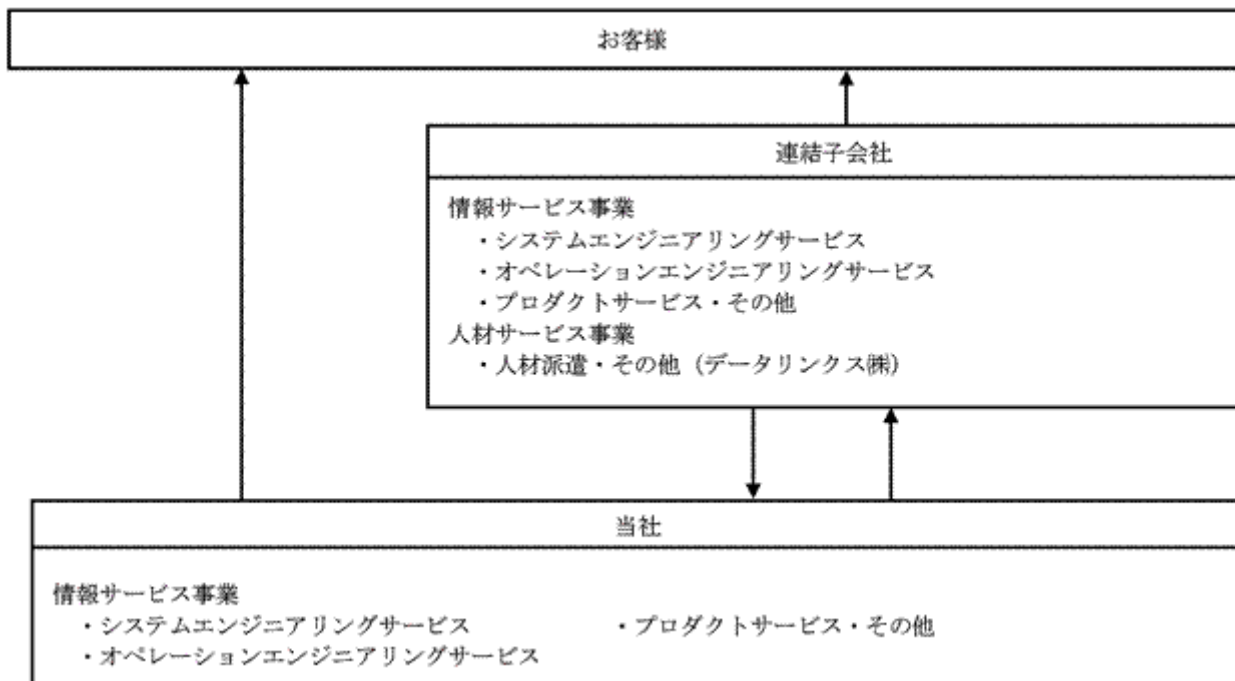 お客様
連結子会社
情報サービス事業
・システムエンジニアリングサービス
・オペレーションエンジニアリングサービス
・プロダクトサービス・その他
人材サービス事業
・人材派遣・その他（データリンクス㈱）
当社
情報サービス事業
・システムエンジニアリングサービス ・プロダクトサービス・その他
・オペレーションエンジニアリングサービス